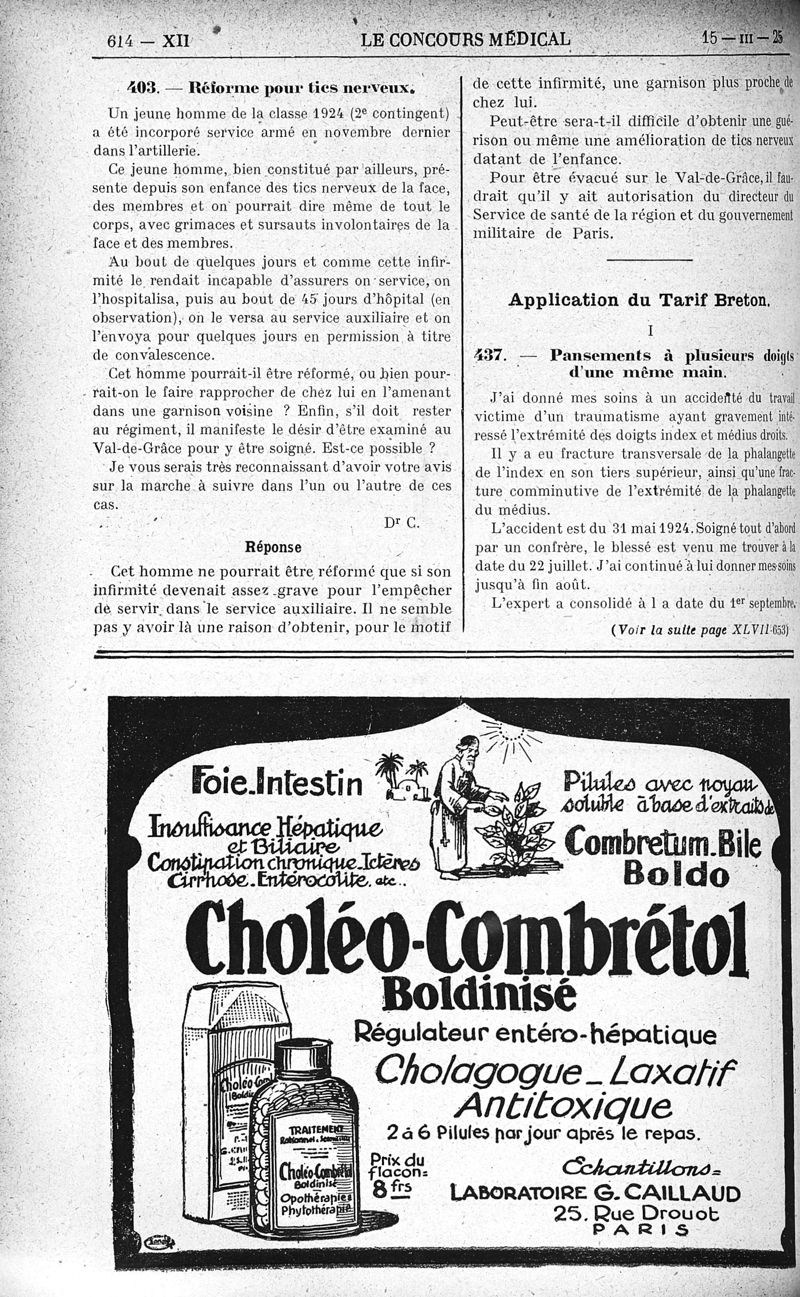 614 — XII
LE CONCOURS MÉDICAL
15 — III — 25
403. — Réforme pour tics nerveux.
Un jeune homme de la classe 1924 (2e contingent)
a été incorporé service armé en novembre dernier
dans l'artillerie.
Ce jeune homme, bien constitué par ailleurs, pré-
sente depuis son enfance des tics nerveux de la face,
des membres et on pourrait dire même de tout le
corps, avec grimaces et sursauts involontaires de la
face et des membres.
Au bout de quelques jours et comme cette infir-
mité le rendait incapable d'assurers on service, on
l'hospitalisa, puis au bout de 45 jours d'hôpital (en
observation), on le versa au service auxiliaire et on
l'envoya pour quelques jours en permission à titre
de convalescence.
Cet homme pourrait-il être réformé, ou bien pour-
rait-on le faire rapprocher de chez lui en l'amenant
dans une garnison voisine ? Enfin, s'il doit rester
au régiment, il manifeste le désir d'être examiné au
Val-de-Grâce pour y être soigné. Est-ce possible ?
Je vous serais très reconnaissant d'avoir votre avis
sur la marche à suivre dans l'un ou l'autre de ces
cas.
Dr C.
Réponse
Cet homme ne pourrait être réformé que si son
infirmité devenait assez grave pour l'empêcher
de servir dans le service auxiliaire. Il ne semble
pas y avoir là une raison d'obtenir, pour le motif
de cette infirmité, une garnison plus proche de
chez lui.
Peut-être sera-t-il difficile d'obtenir une gué-
rison ou même une amélioration de tics nerveux
datant de l'enfance.
Pour être évacué sur le Val-de-Grâce, il fau-
drait qu'il y ait autorisation du directeur du
Service de santé de la région et du gouvernement
militaire de Paris.
Application du Tarif Breton.
I
437. — Pansements à plusieurs doigts
d'une même main.
J'ai donné mes soins à un accidenté du travail
victime d'un traumatisme ayant gravement inté-
ressé l'extrémité des doigts index et médius droits.
Il y a eu fracture transversale de la phalangette
de l'index en son tiers supérieur, ainsi qu'une frac-
ture comminutive de l'extrémité de la phalangette
du médius.
L'accident est du 31 mai 1924. Soigné tout d'abord
par un confrère, le blessé est venu me trouver à la
date du 22 juillet. J'ai continué à lui donner mes soins
jusqu'à fin août.
L'expert a consolidé à l a date du 1er septembre.
(Voir la suite page XLVII-653)
Foie-Intestin
Insuffisance Hépatique
et Biliaire
Constipation chronique-Ictères
Cirrhose-Entérocolite. etc..
Pilules avec noyau
soluble à base d'extraits de
Combretum-Bile
Boldo
Choléo-Combrétol
Boldinisé
Régulateur entéro-hépatique
Cholagogue - Laxatif
Antitoxique
2 à 6 Pilules par jour après le repas.
Prix du
flacon=
8 frs
Échantillons=
LABORATOIRE G. CAILLAUD
25, Rue Drouot
PARIS
Choléo-Comb
Boldini
TRAITEMENT
Choléo-Combrétol
Boldinisé
Opothérapie
Phytothérapie